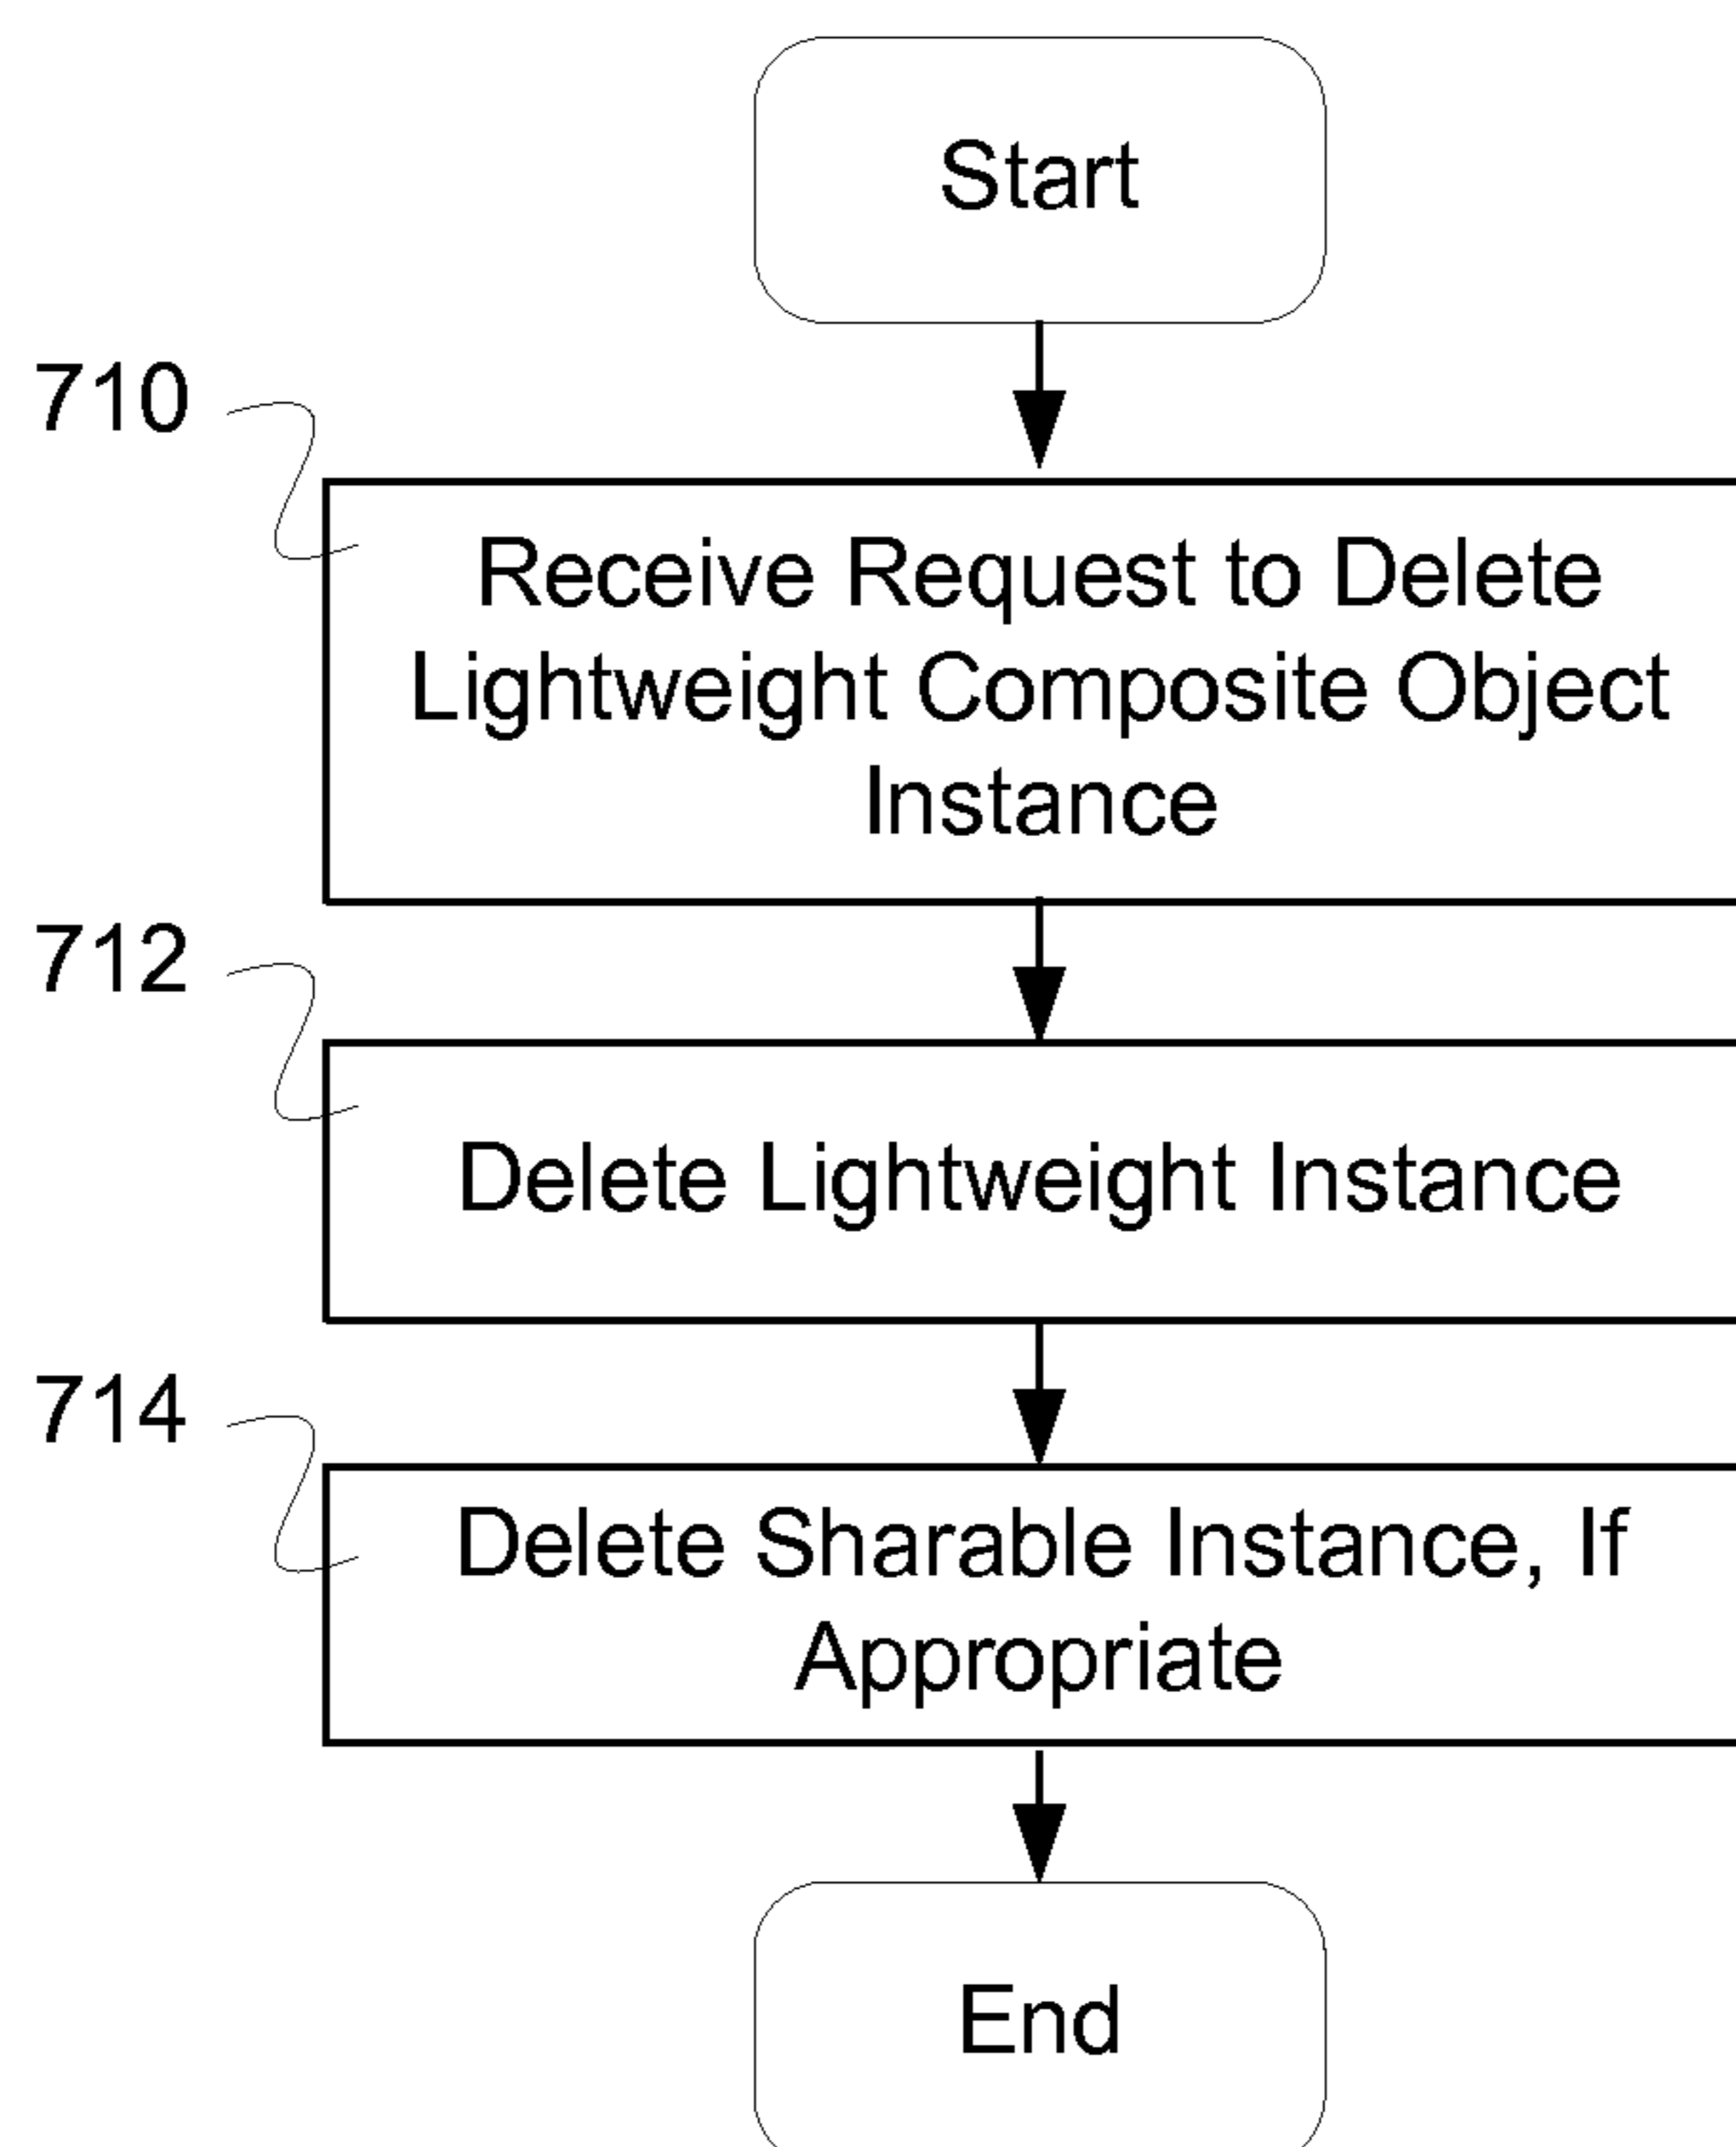 Start
710
Receive Request to Delete
Lightweight Composite Object
Instance
712
Delete Lightweight Instance
714
Delete Sharable Instance, If
Appropriate
End